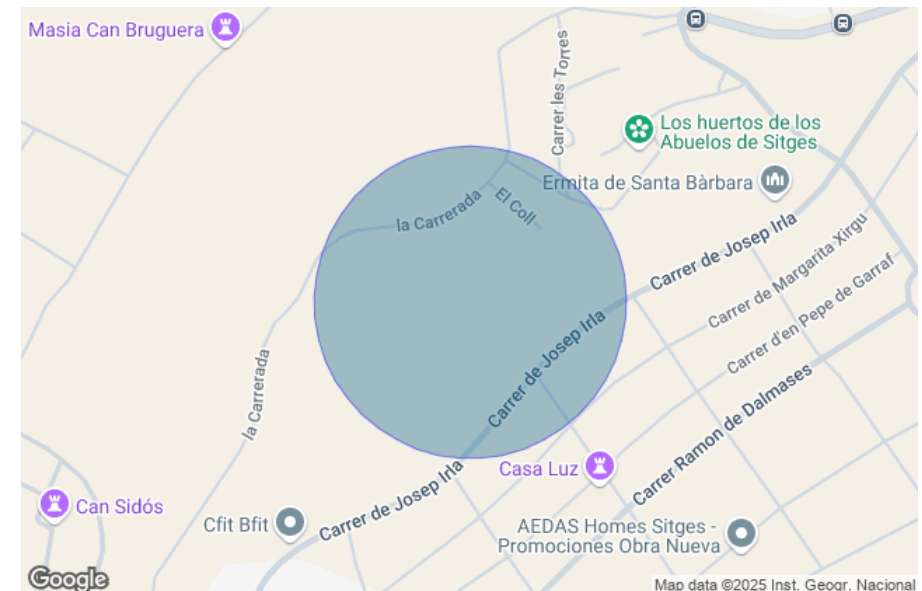 Masia Can Bruguera
Carrer les Torres
Los huertos de los
Abuelos de Sitges
Ermita de Santa Bàrbara
la Carrerada
El Coll
Carrer de Josep Irla
Carrer de Margarita Xirgu
Carrer d'en Pepe de Garraf
Carrer de Josep Irla
la Carrerada
Carrer Ramon de Dalmases
Casa Luz
Carrer de Josep Irla
Can Sidós
Cfit Bfit
AEDAS Homes Sitges -
Promociones Obra Nueva
Google
Map data ©2025 Inst. Geogr. Nacional